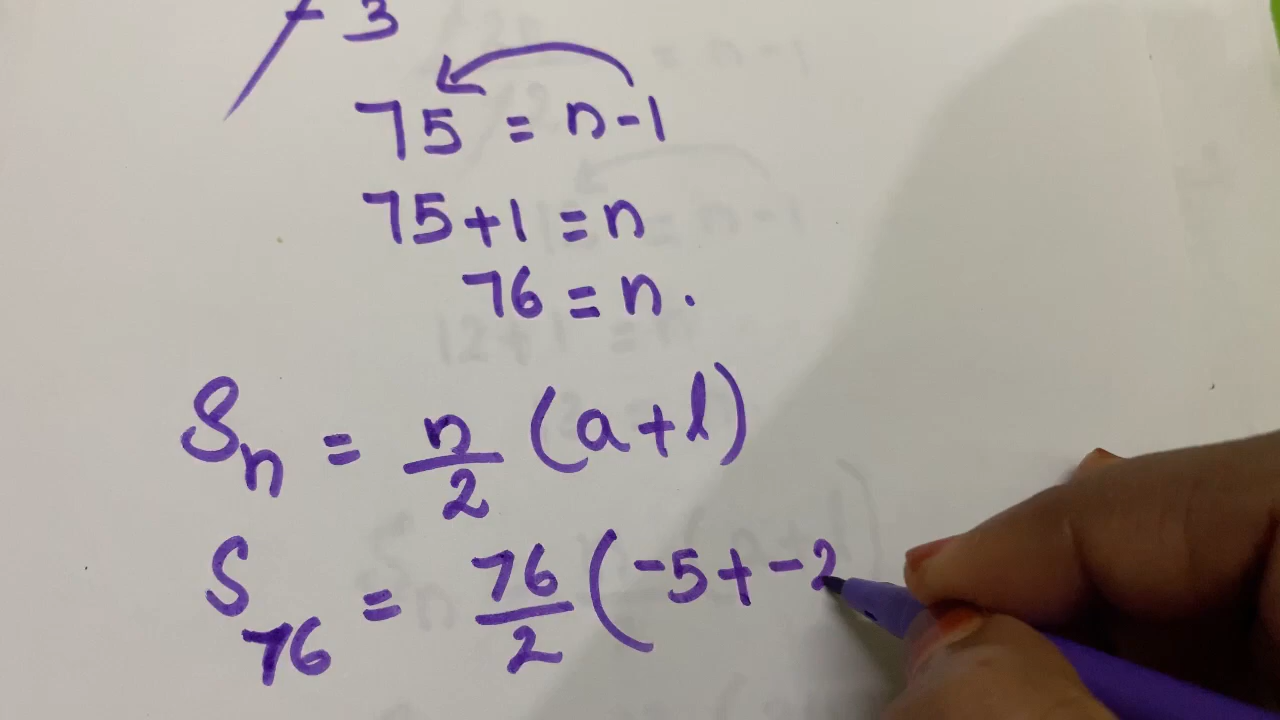 -3
75 = n-1
75+1 = n
76 = n.
Sn = n/2 (a+l)
S76 = 76/2 (-5+-2